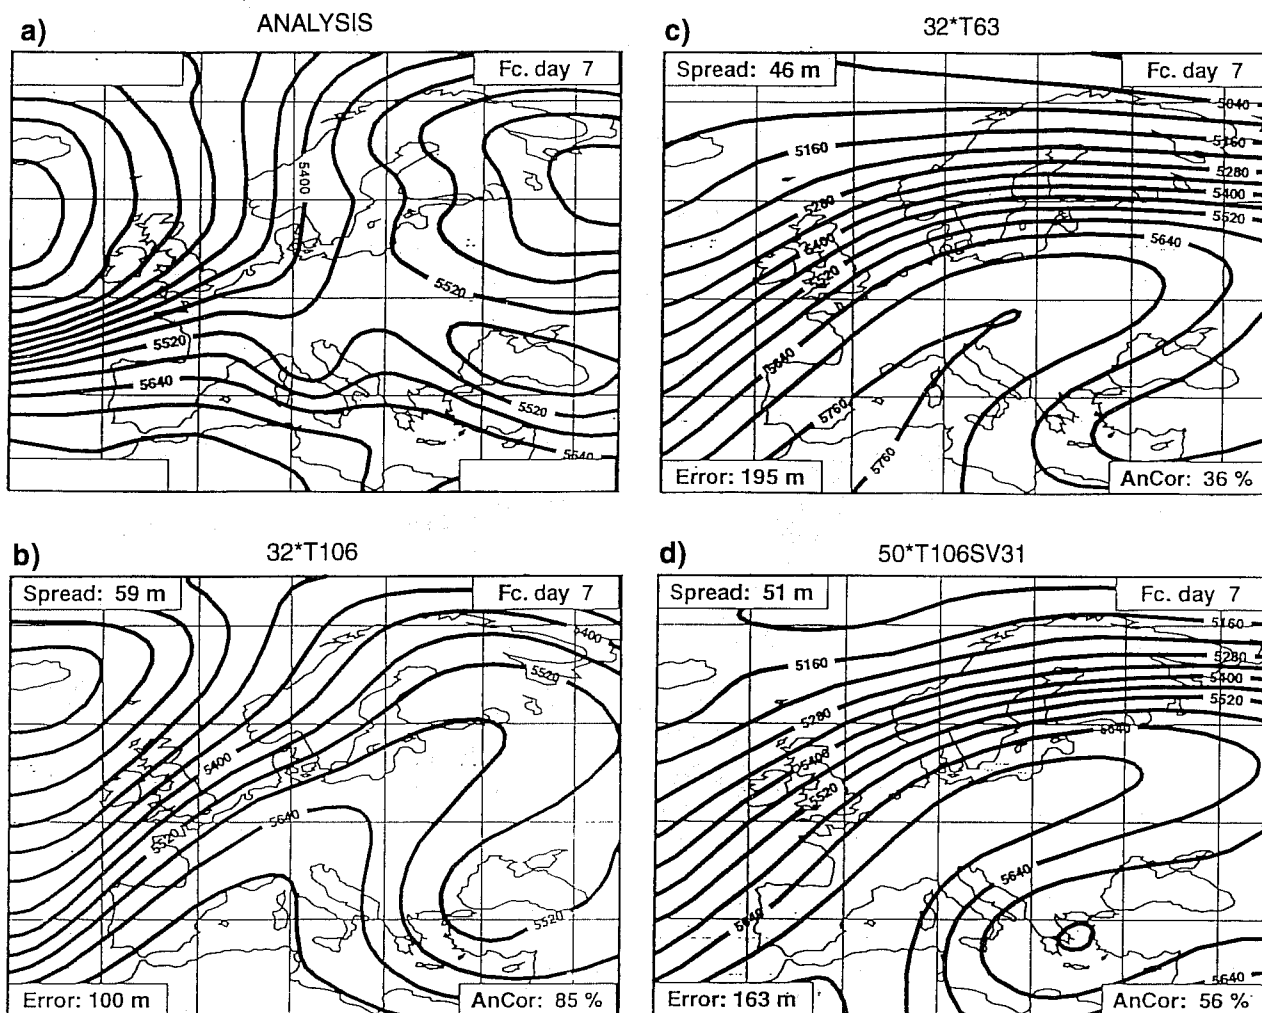 a)
ANALYSIS
Fc. day 7
5400
5520
5520
5640
5520
5640
c)
32*T63
Spread: 46 m
Fc. day 7
5040
5160
5160
5280
5280
5400
5400
5520
5520
5640
5640
5760
5760
Error: 195 m
AnCor: 36 %
b)
32*T106
Spread: 59 m
Fc. day 7
5400
5520
5400
5520
5640
5520
Error: 100 m
AnCor: 85 %
d)
50*T106SV31
Spread: 51 m
Fc. day 7
5160
5160
5280
5400
5280
5520
5640
5400
5520
5640
5640
5640
Error: 163 m
AnCor: 56 %